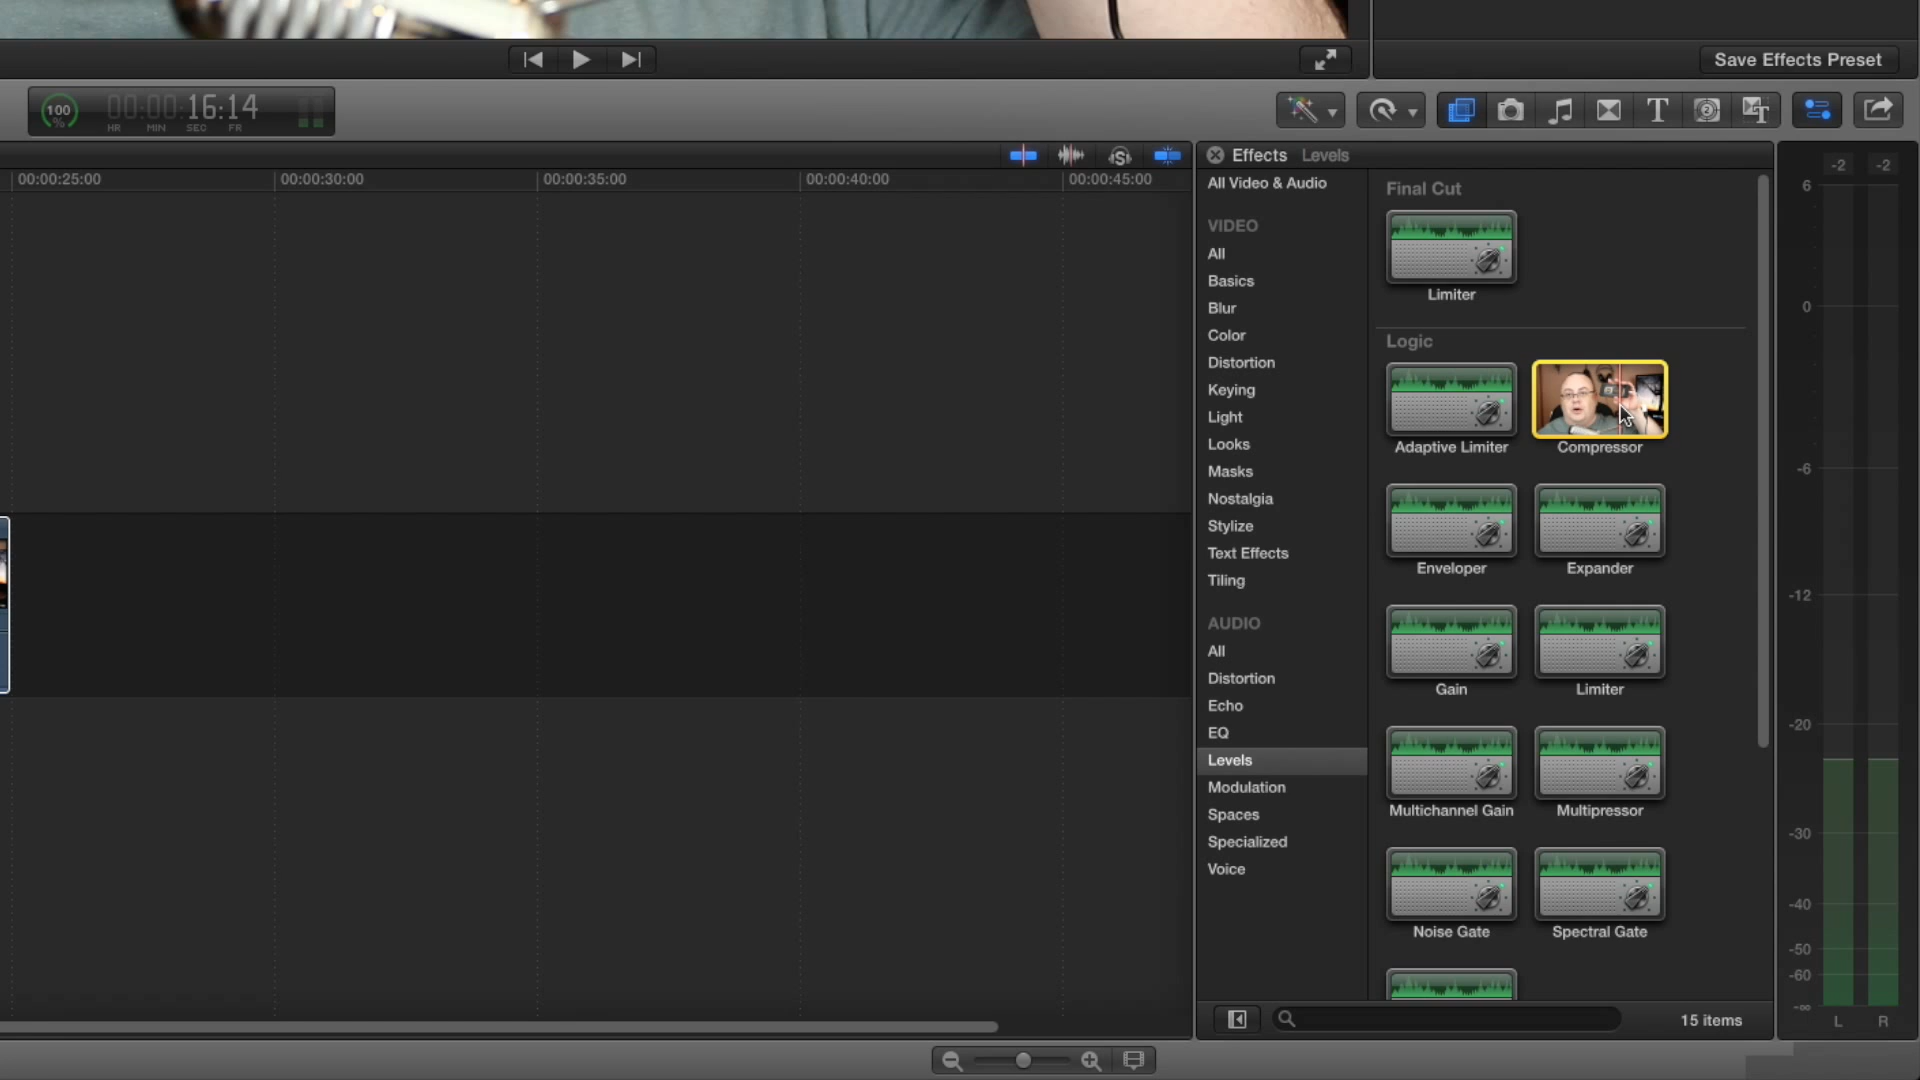 Save Effects Preset
100
%
00:00:16:14
HR MIN SEC FR
Effects Levels
00:00:25:00 00:00:30:00 00:00:35:00 00:00:40:00 00:00:45:00
All Video & Audio
VIDEO
All
Basics
Blur
Color
Distortion
Keying
Light
Looks
Masks
Nostalgia
Stylize
Text Effects
Tiling
AUDIO
All
Distortion
Echo
EQ
Levels
Modulation
Spaces
Specialized
Voice
Final Cut
Limiter
Logic
Adaptive Limiter Compressor
Enveloper Expander
Gain Limiter
Multichannel Gain Multipressor
Noise Gate Spectral Gate
15 items
-2 -2
6
0
-6
-12
-20
-30
-40
-50
-60
-∞
L R